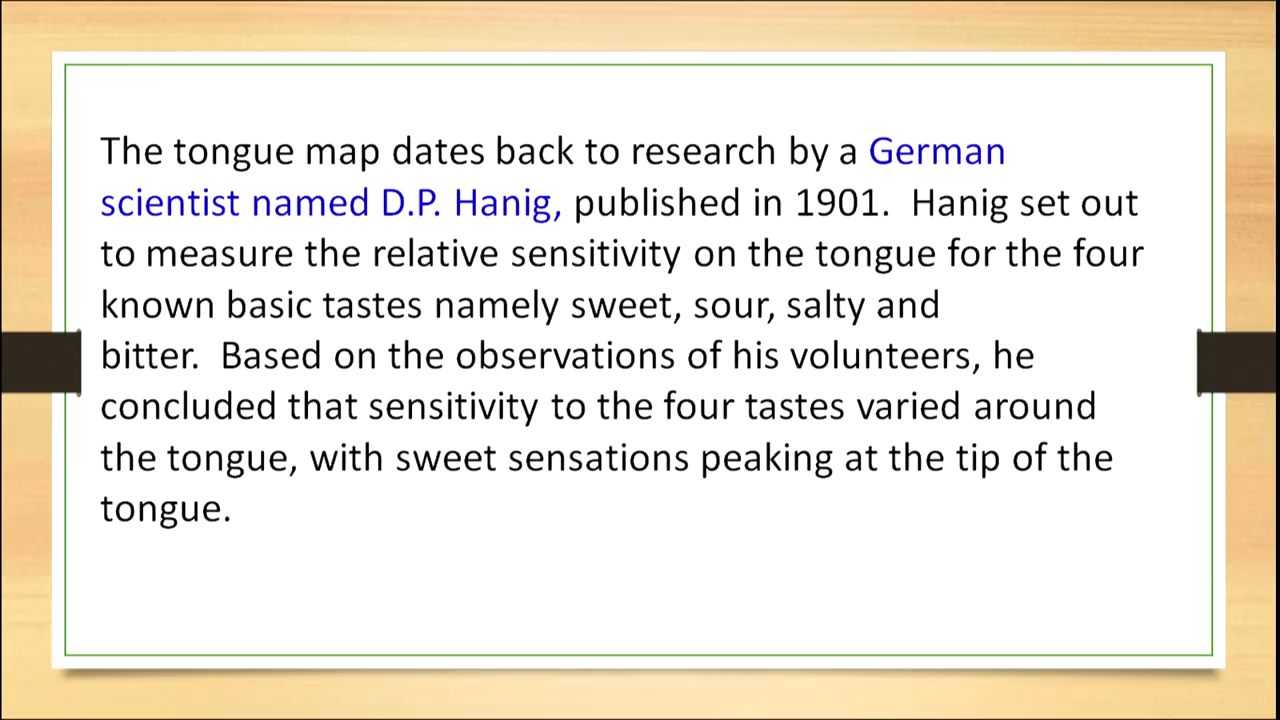 The tongue map dates back to research by a German
scientist named D.P. Hanig, published in 1901.  Hanig set out
to measure the relative sensitivity on the tongue for the four
known basic tastes namely sweet, sour, salty and
bitter.  Based on the observations of his volunteers, he
concluded that sensitivity to the four tastes varied around
the tongue, with sweet sensations peaking at the tip of the
tongue.